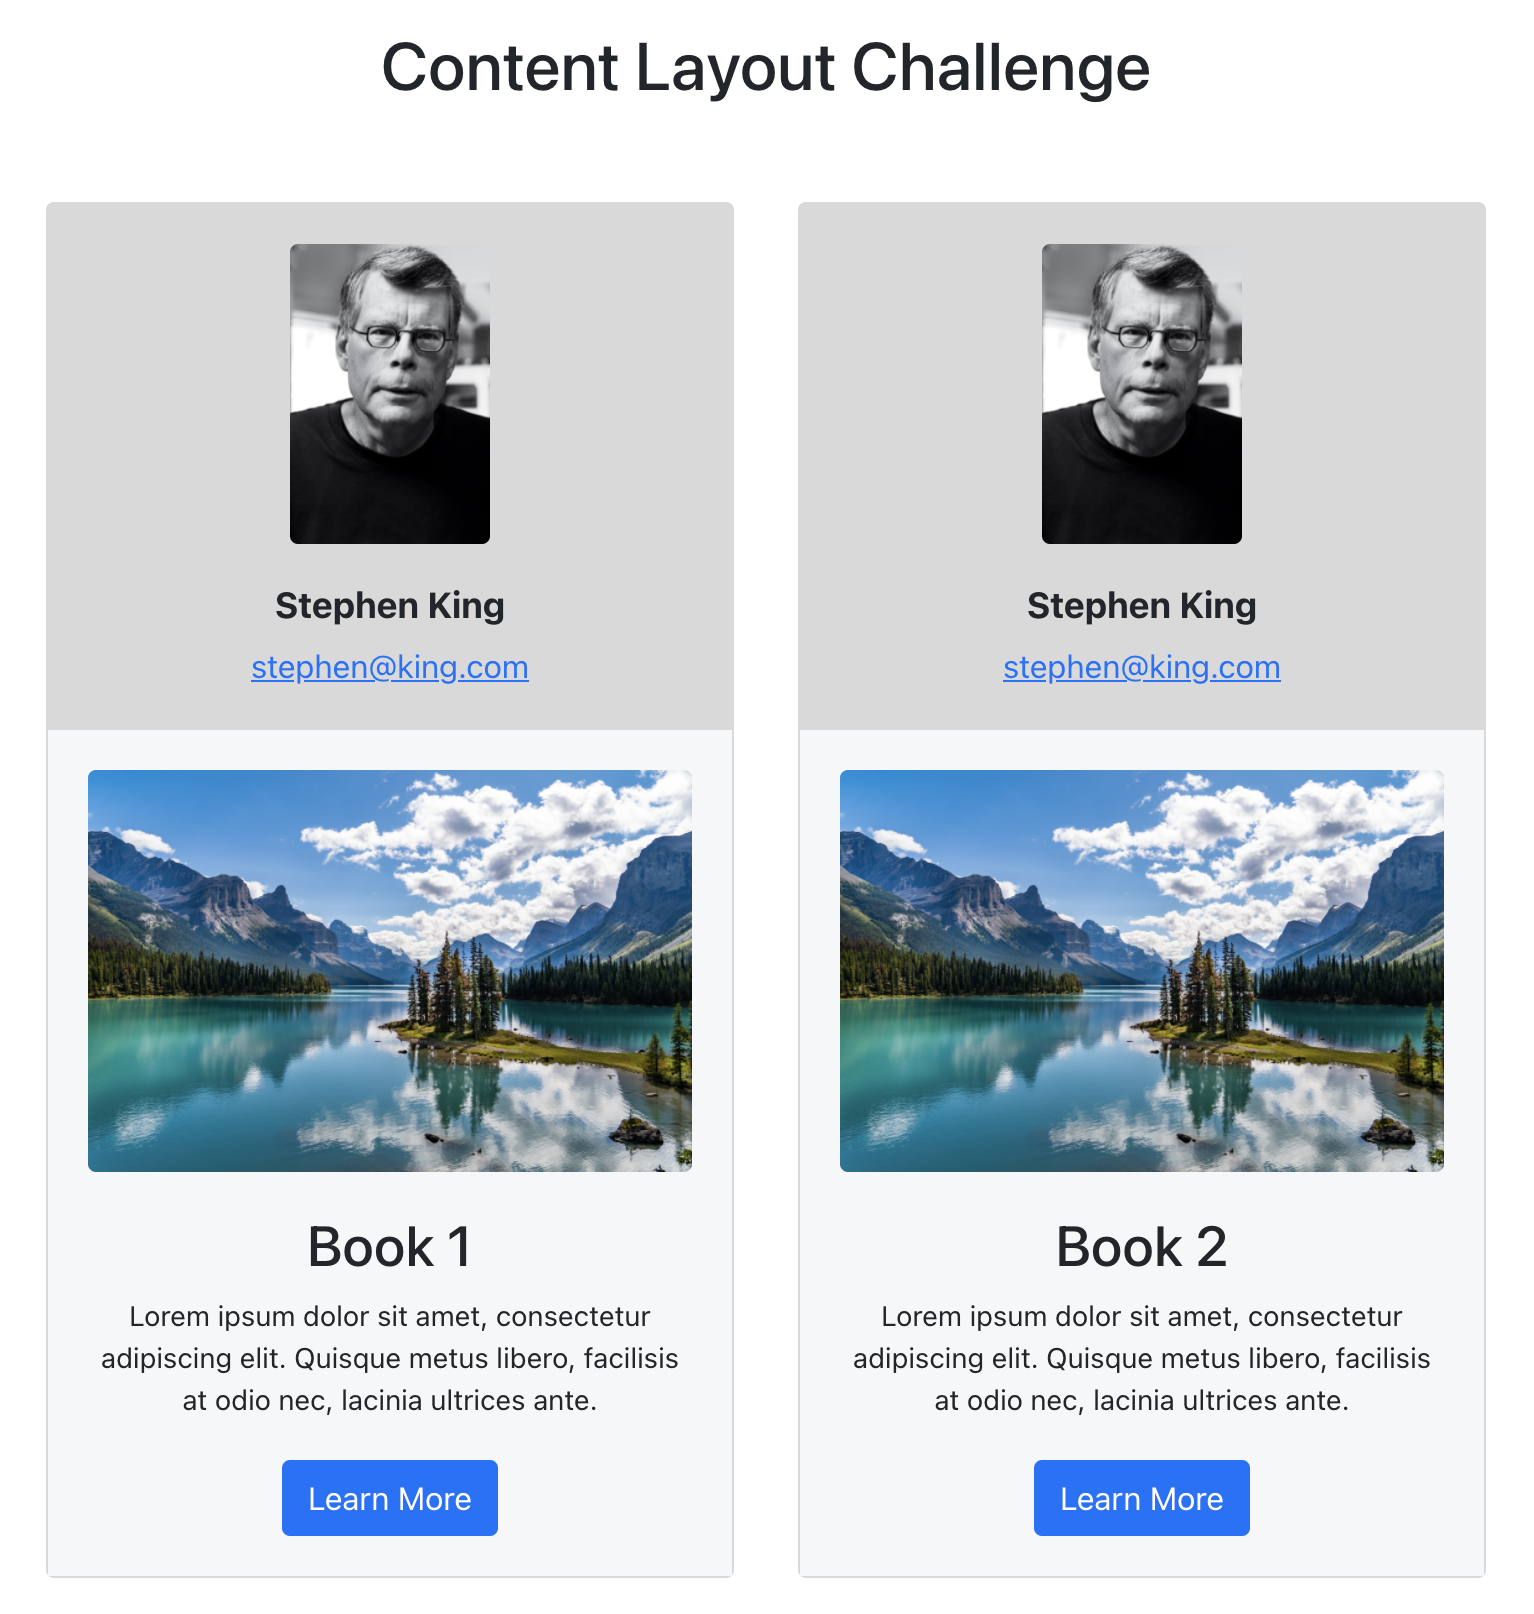 Content Layout Challenge
Stephen King
stephen@king.com
Book 1
Lorem ipsum dolor sit amet, consectetur
adipiscing elit. Quisque metus libero, facilisis
at odio nec, lacinia ultrices ante.
Learn More
Stephen King
stephen@king.com
Book 2
Lorem ipsum dolor sit amet, consectetur
adipiscing elit. Quisque metus libero, facilisis
at odio nec, lacinia ultrices ante.
Learn More